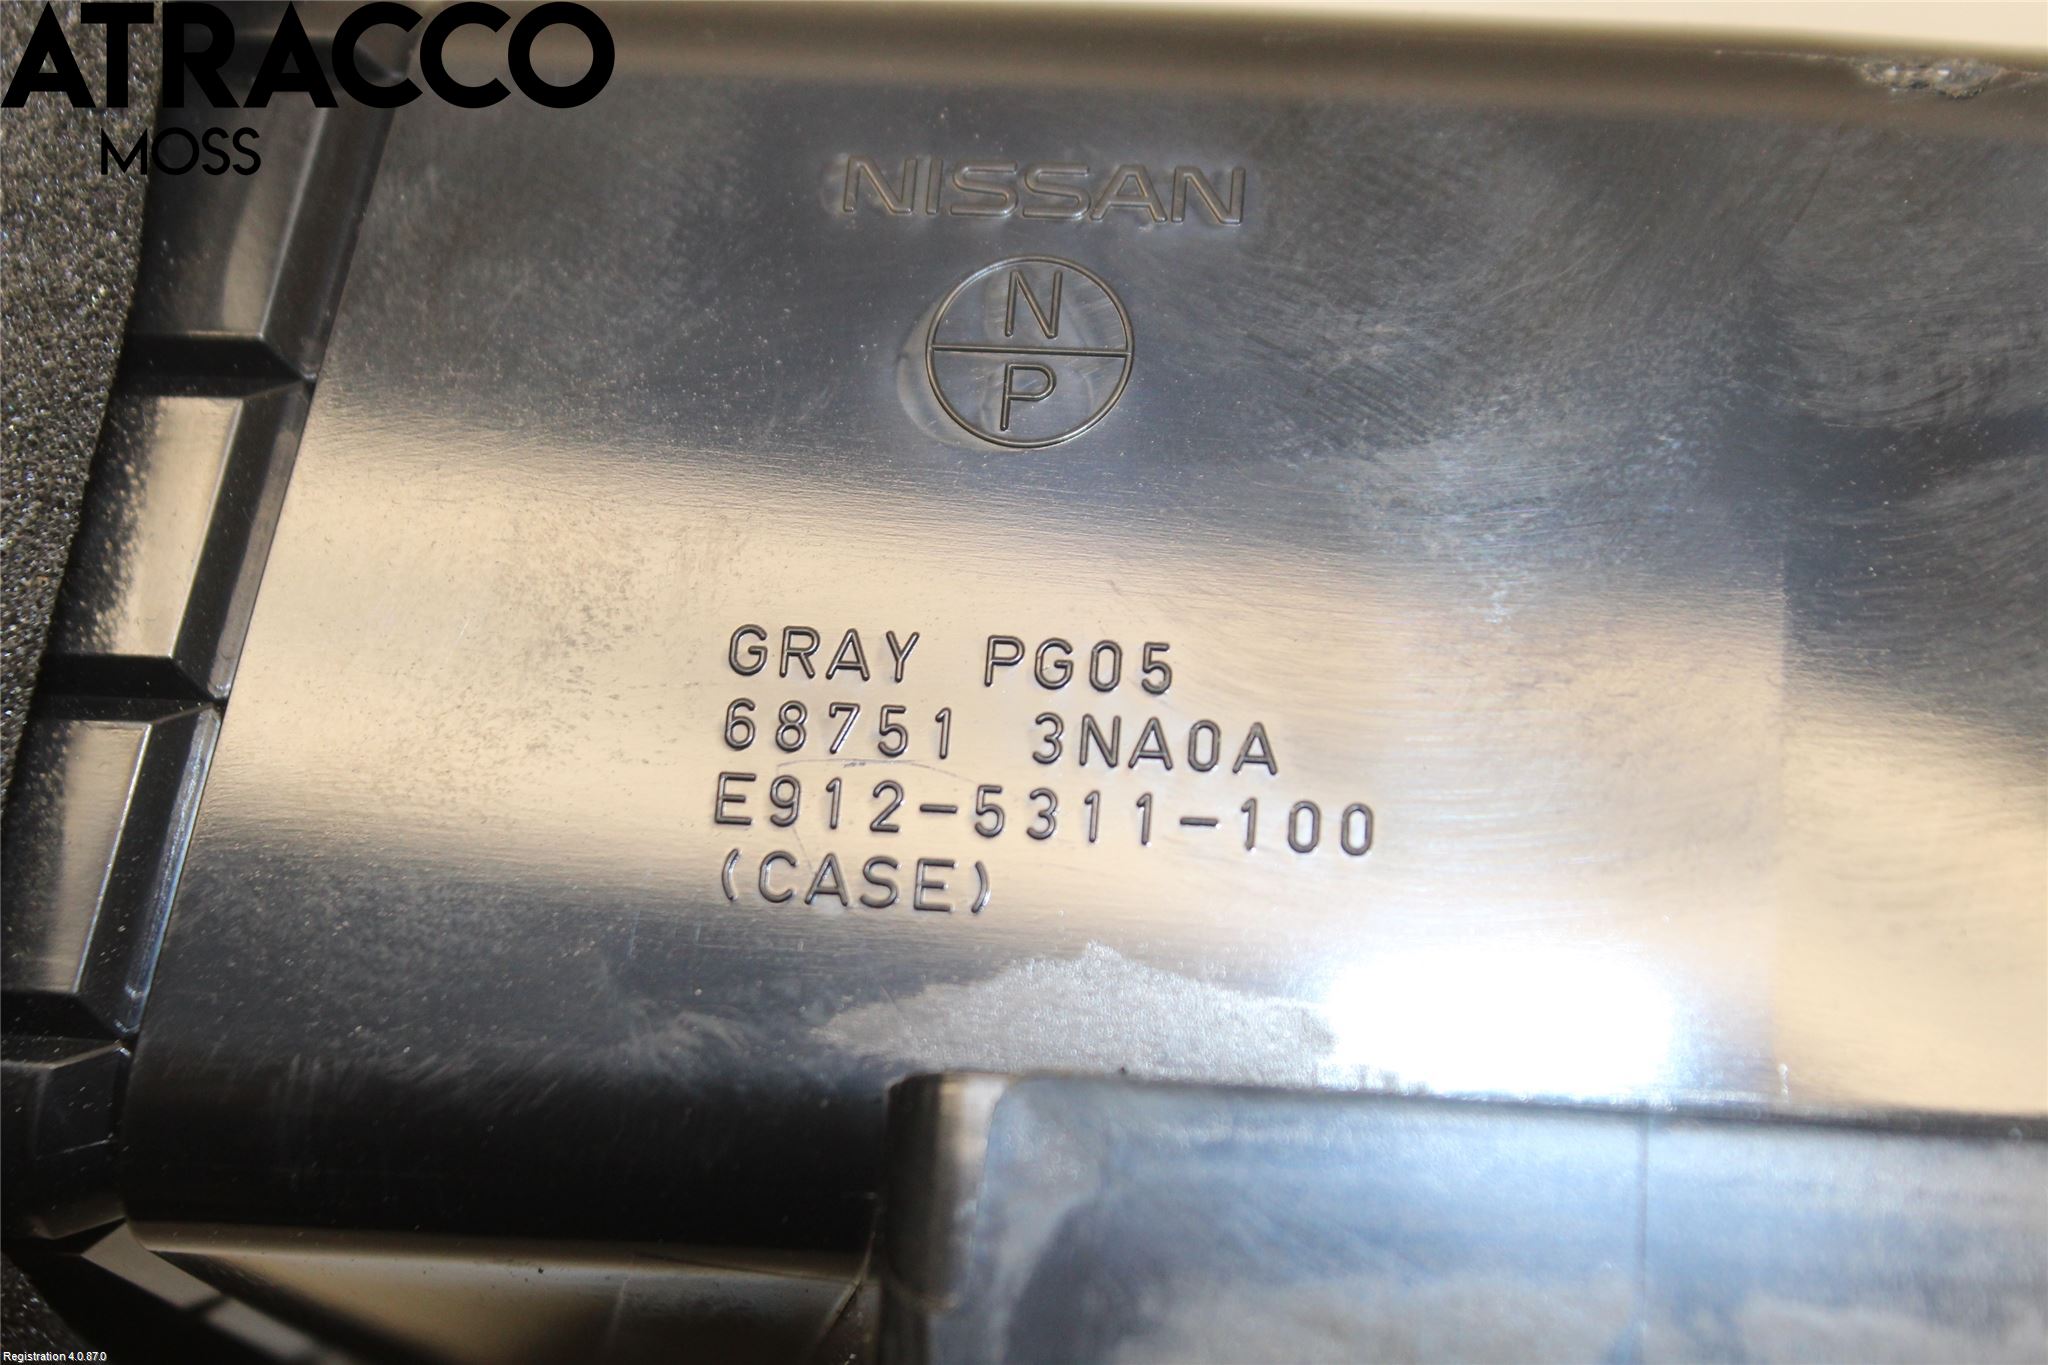 ATRACCO
MOSS
NISSAN
N
P
GRAY PG05
68751 3NA0A
E912-5311-100
(CASE)
Registration 4.0.87.0